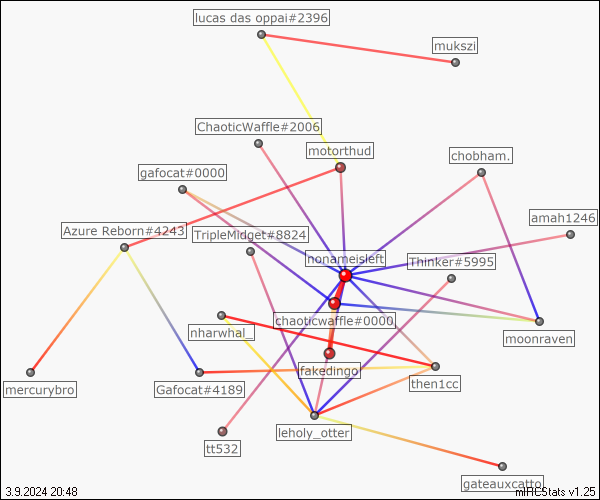 lucas das oppai#2396
mukszi
ChaoticWaffle#2006
motorthud
chobham.
gafocat#0000
amah1246
Azure Reborn#4243
TripleMidget#8824
honameisleft
Thinker#5995
chaoticwaffle#0000
nharwhal_
moonraven
fakedingo
then1cc
mercurybro
Gafocat#4189
leholy_otter
tt532
gateauxcatto
3.9.2024 20:48
mIRCStats v1.25